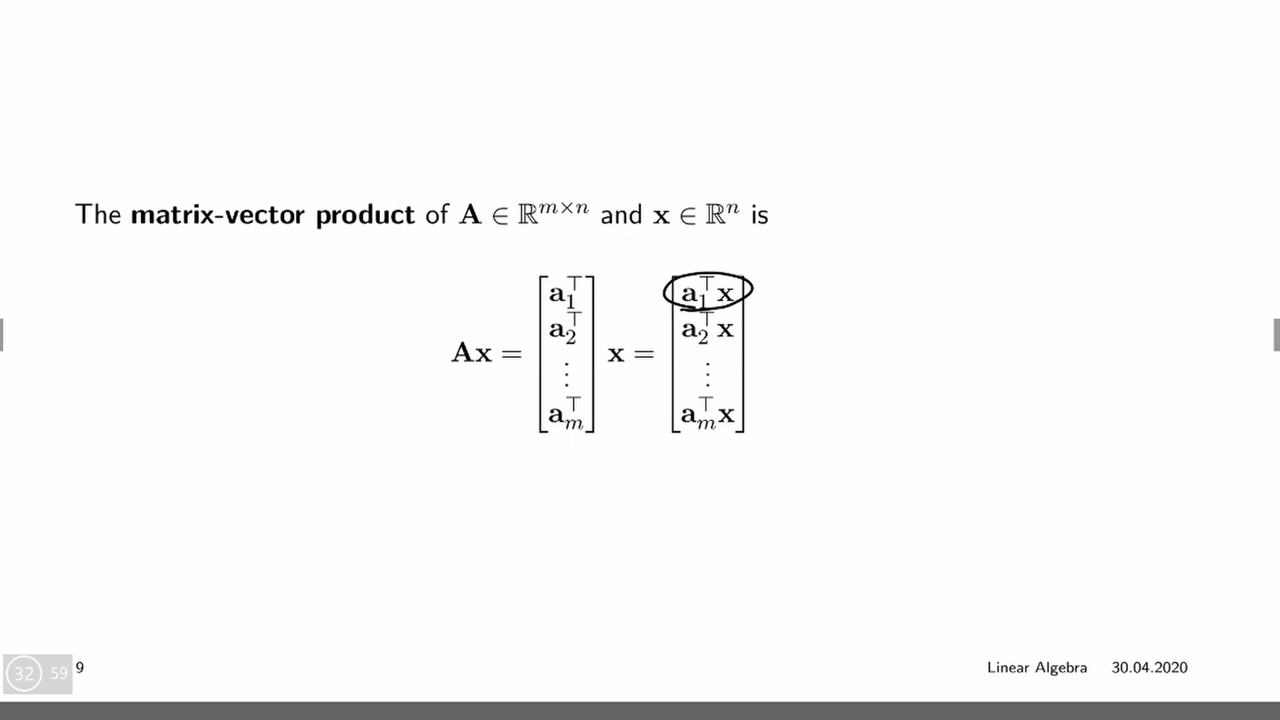 The matrix-vector product of A ∈ ℝ^{m×n} and x ∈ ℝ^n is
Ax = [a_1^⊤ a_2^⊤ ⋮ a_m^⊤] x = [a_1^⊤ x a_2^⊤ x ⋮ a_m^⊤ x]
32 59 9 Linear Algebra 30.04.2020